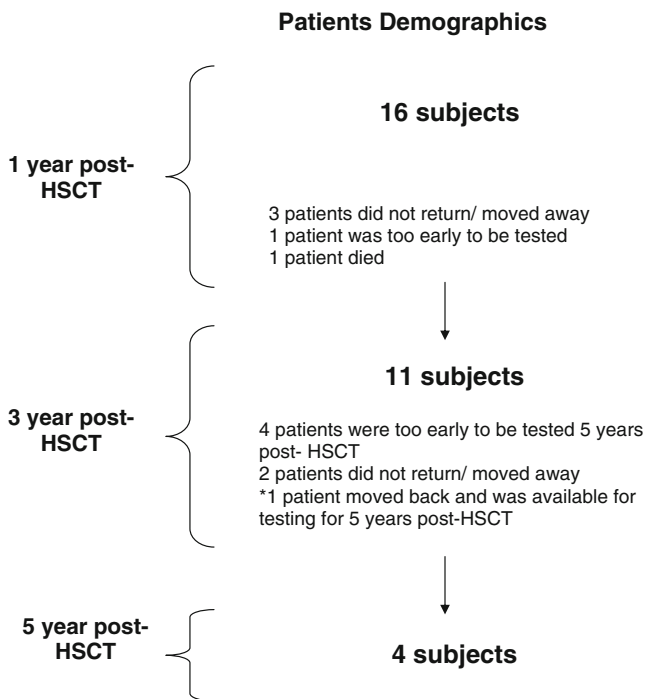 Patients Demographics
1 year post-
HSCT
16 subjects
3 patients did not return/ moved away
1 patient was too early to be tested
1 patient died
3 year post-
HSCT
11 subjects
4 patients were too early to be tested 5 years
post- HSCT
2 patients did not return/ moved away
*1 patient moved back and was available for
testing for 5 years post-HSCT
5 year post-
HSCT
4 subjects